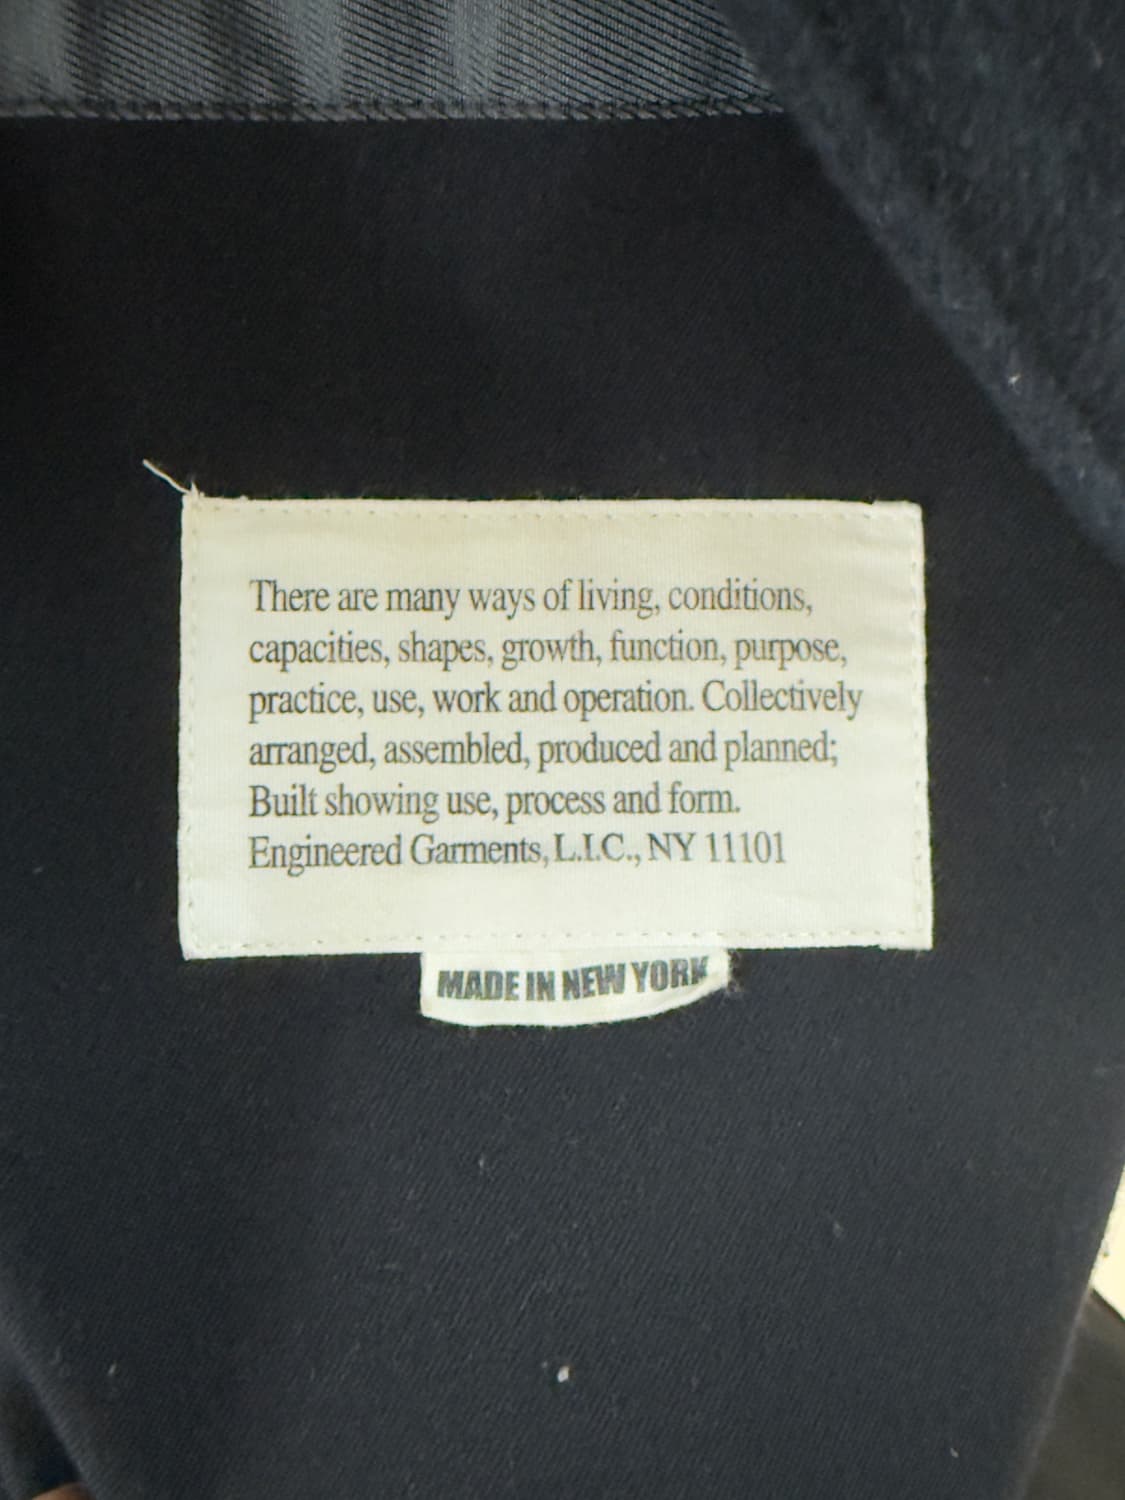 There are many ways of living, conditions,
capacities, shapes, growth, function, purpose,
practice, use, work and operation. Collectively
arranged, assembled, produced and planned;
Built showing use, process and form.
Engineered Garments, L.I.C., NY 11101
MADE IN NEW YORK